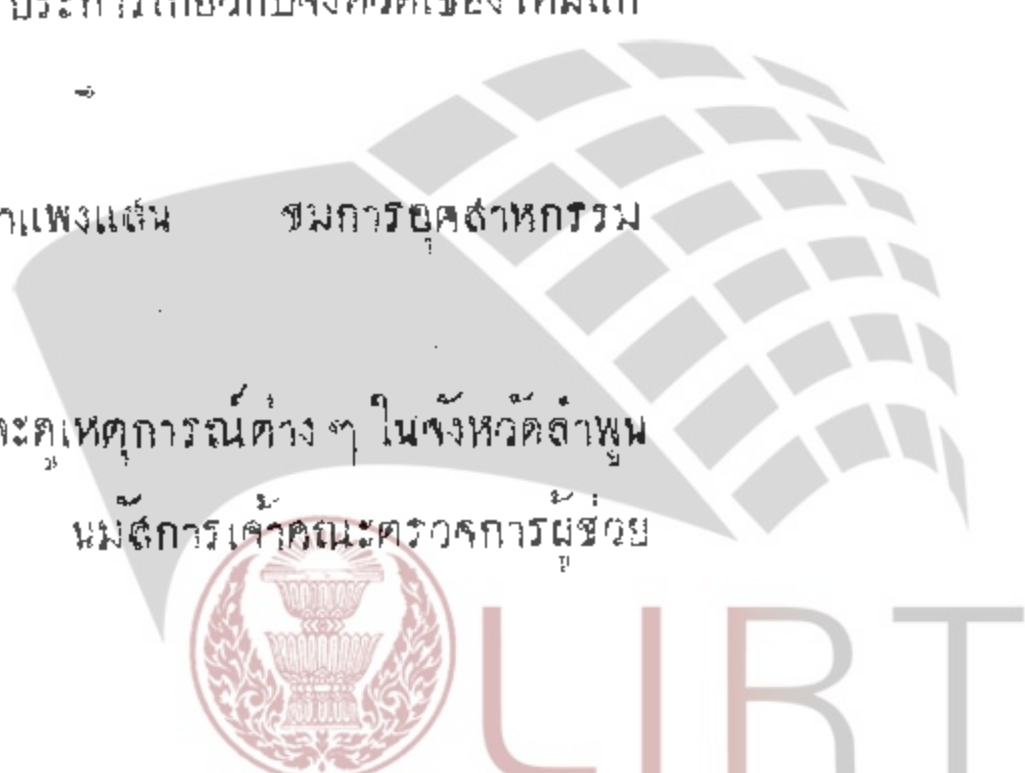 ประการเกี่ยวกับจังหวัดเชียงใหม่แก่
าแพงแสน ชมการอุตสาหกรรม
ะดูเหตุการณ์ต่าง ๆ ในจังหวัดลำพูน
นมัสการเจ้าคณะตรวจการผู้ช่วย
LIRT